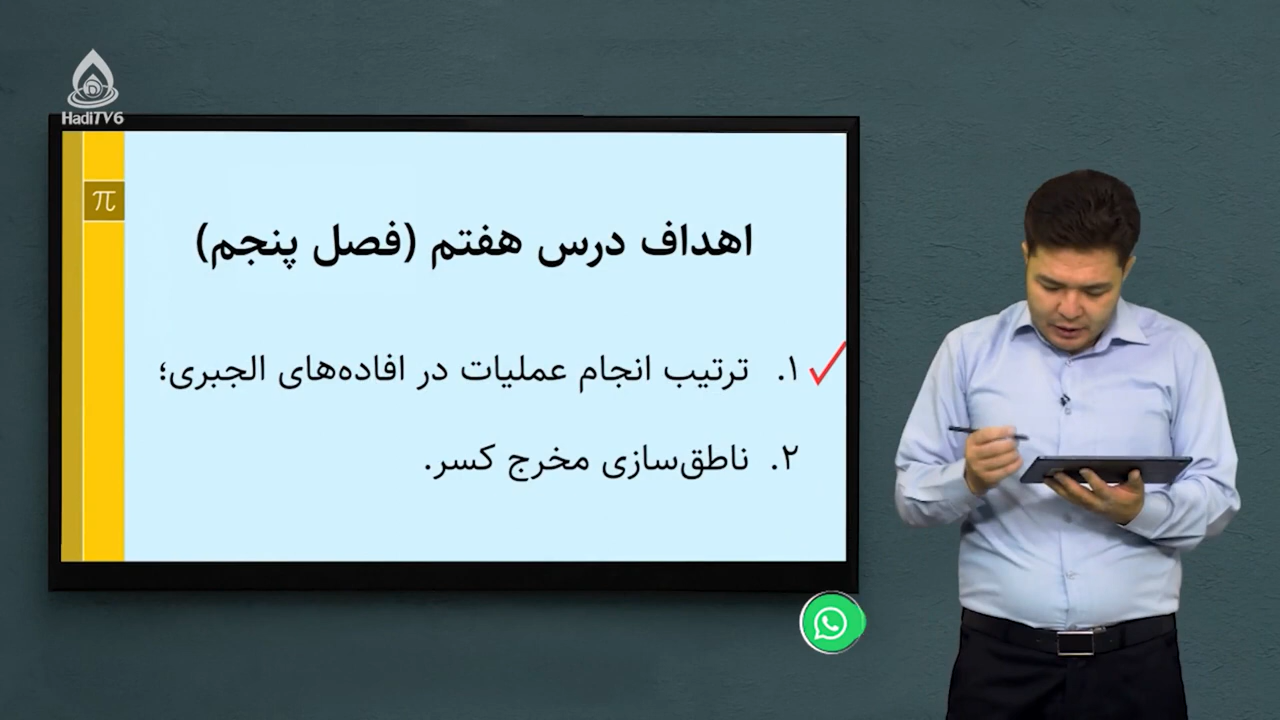 HadiTV6
π
اهداف درس هفتم (فصل پنجم)
۱. ترتیب انجام عملیات در افاده‌های الجبری؛
۲. ناطق‌سازی مخرج کسر.